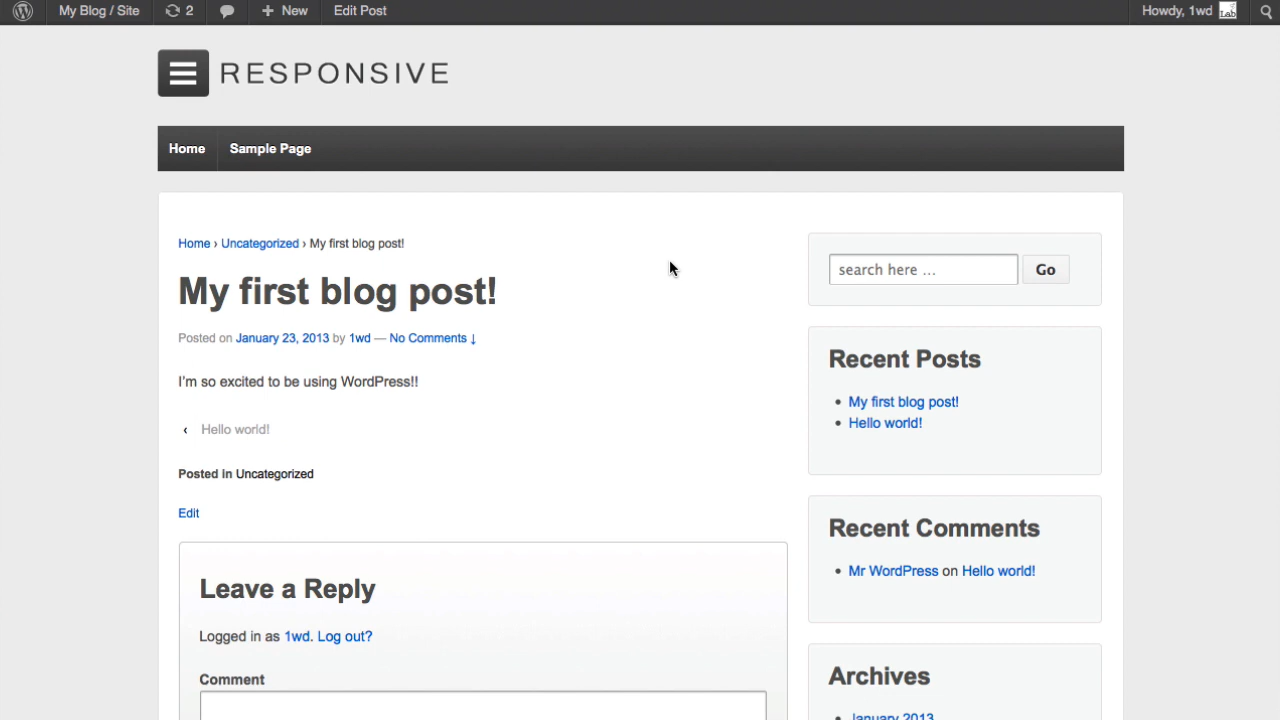 My Blog / Site 2 New Edit Post Howdy, 1wd
RESPONSIVE
Home Sample Page
Home › Uncategorized › My first blog post!
My first blog post!
Posted on January 23, 2013 by 1wd — No Comments ↓
I'm so excited to be using WordPress!!
‹ Hello world!
Posted in Uncategorized
Edit
Leave a Reply
Logged in as 1wd. Log out?
Comment
search here ...
Go
Recent Posts
• My first blog post!
• Hello world!
Recent Comments
• Mr WordPress on Hello world!
Archives
• January 2013